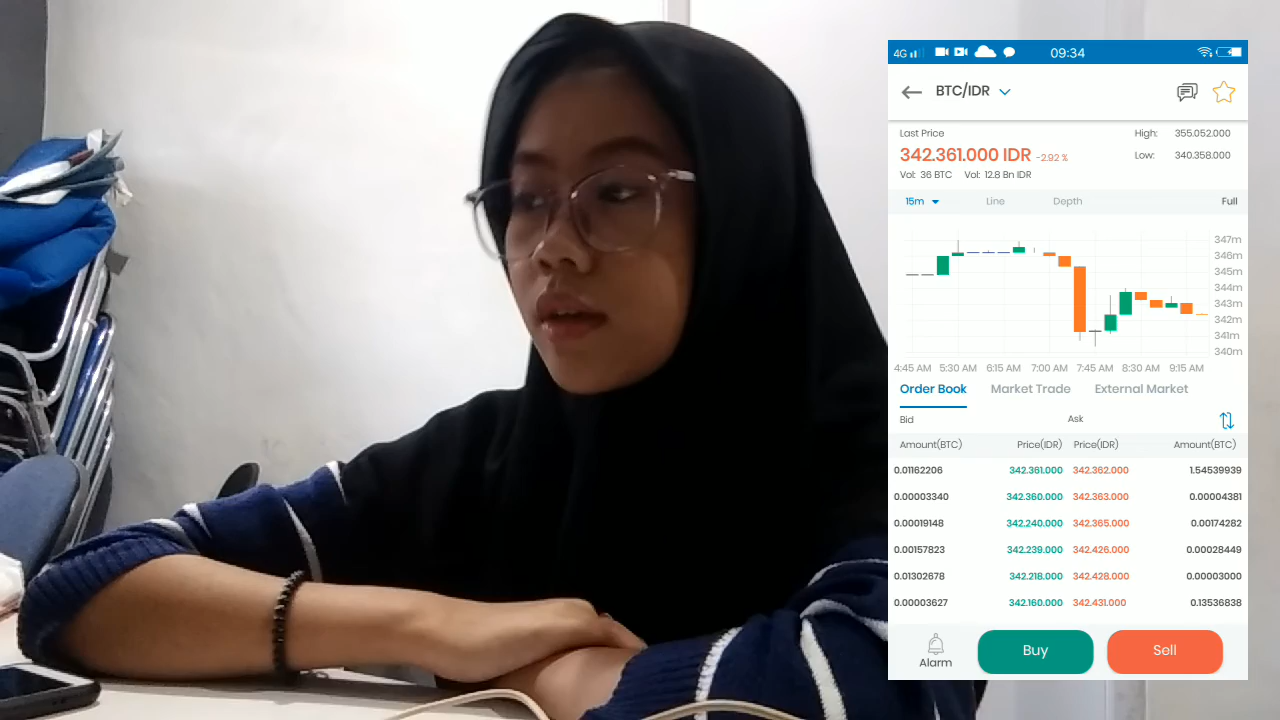 4G 09:34
BTC/IDR
Last Price High: 355.052.000
342.361.000 IDR -2.92 % Low: 340.358.000
Vol: 36 BTC Vol: 12.8 Bn IDR
15m Line Depth Full
347m
346m
345m
344m
343m
342m
341m
340m
4:45 AM 5:30 AM 6:15 AM 7:00 AM 7:45 AM 8:30 AM 9:15 AM
Order Book Market Trade External Market
Bid Ask
Amount(BTC) Price(IDR) Price(IDR) Amount(BTC)
0.01162206 342.361.000 342.362.000 1.54539939
0.00003340 342.360.000 342.363.000 0.00004381
0.00019148 342.240.000 342.365.000 0.00174282
0.00157823 342.239.000 342.426.000 0.00028449
0.01302678 342.218.000 342.428.000 0.00003000
0.00003627 342.160.000 342.431.000 0.13536838
Alarm Buy Sell